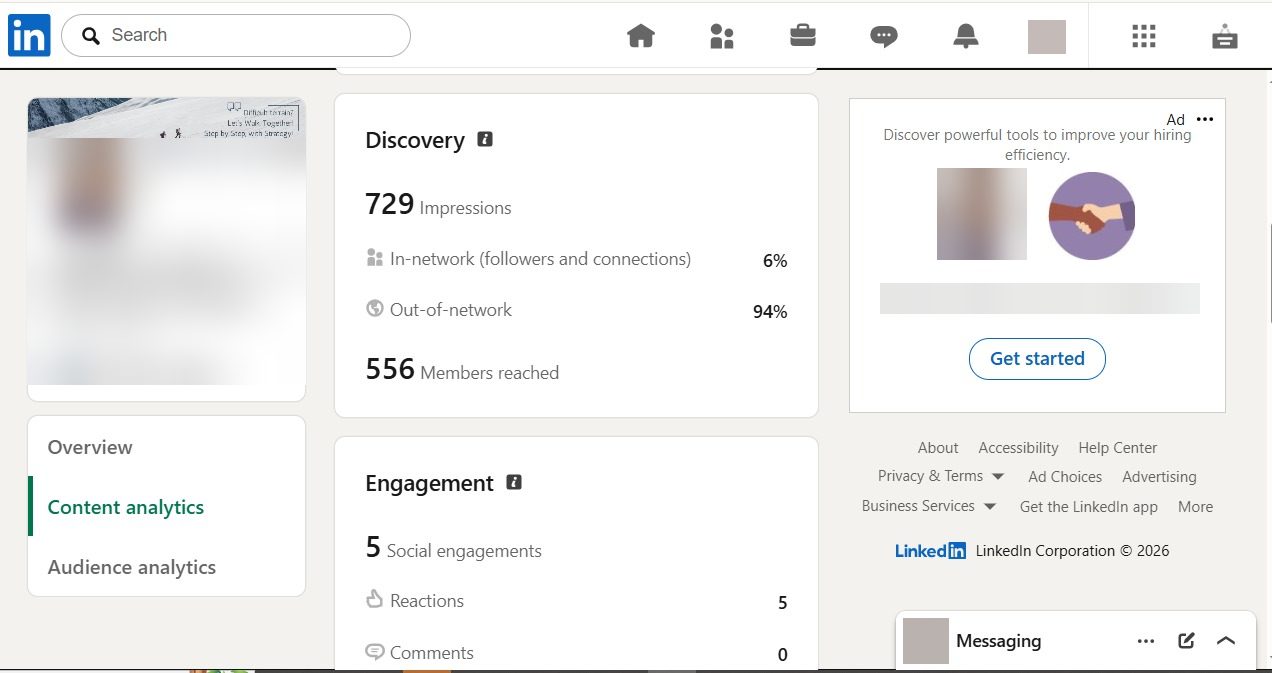 in Search
Difficult terrain?
Let's Walk Together!
Step by Step, with Strategy!
Overview
Content analytics
Audience analytics
Discovery
729 Impressions
In-network (followers and connections) 6%
Out-of-network 94%
556 Members reached
Engagement
5 Social engagements
Reactions 5
Comments 0
Ad
Discover powerful tools to improve your hiring
efficiency.
Get started
About Accessibility Help Center
Privacy & Terms Ad Choices Advertising
Business Services Get the LinkedIn app More
LinkedIn LinkedIn Corporation © 2026
Messaging